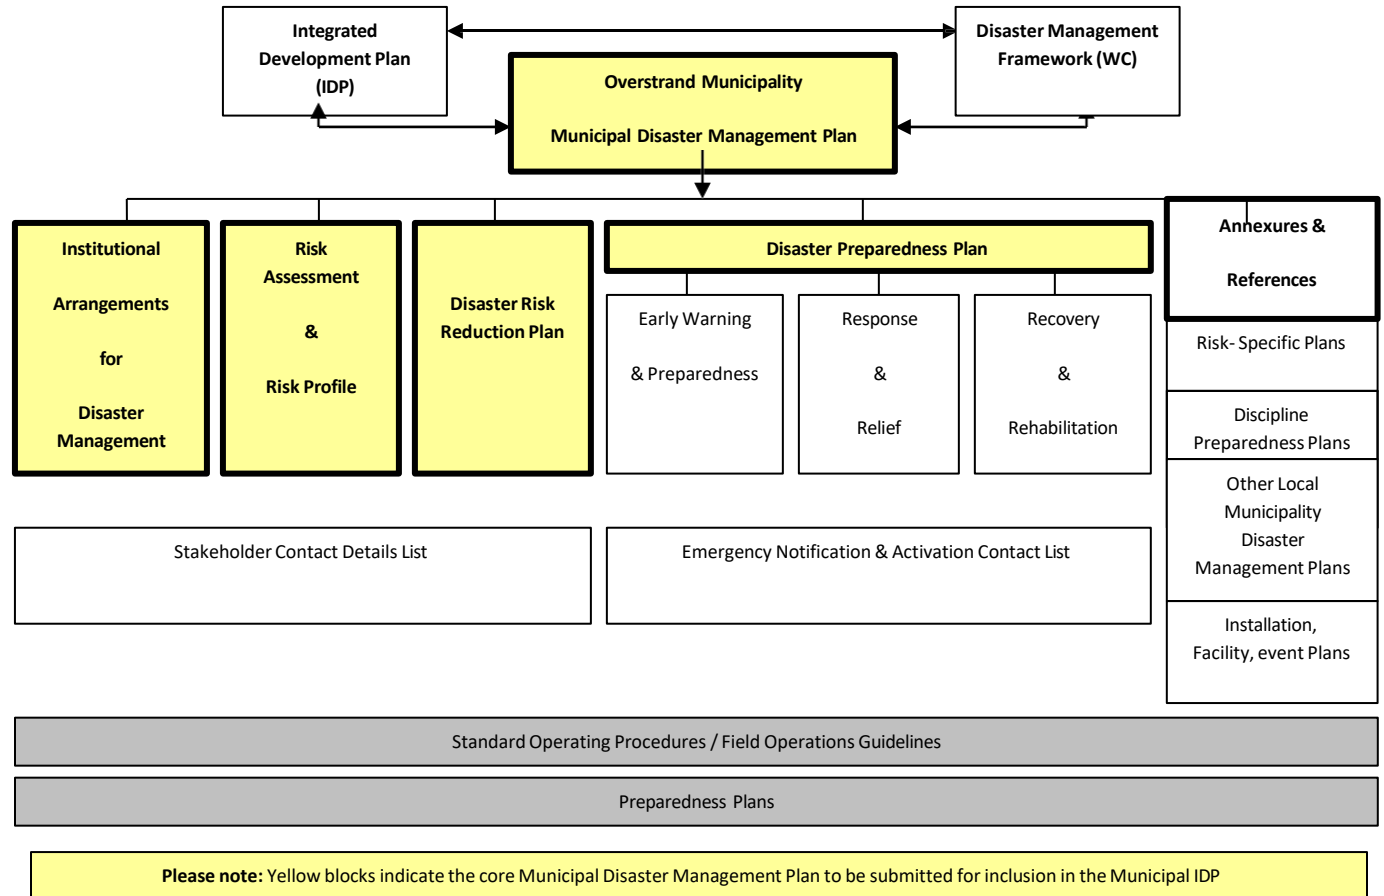 Integrated
Development Plan
(IDP)
Disaster Management
Framework (WC)
Overstrand Municipality
Municipal Disaster Management Plan
Institutional
Arrangements
for
Disaster
Management
Risk
Assessment
&
Risk Profile
Disaster Risk
Reduction Plan
Disaster Preparedness Plan
Early Warning
& Preparedness
Response
&
Relief
Recovery
&
Rehabilitation
Annexures &
References
Risk- Specific Plans
Discipline
Preparedness Plans
Other Local
Municipality
Disaster
Management Plans
Installation,
Facility, event Plans
Stakeholder Contact Details List
Emergency Notification & Activation Contact List
Standard Operating Procedures / Field Operations Guidelines
Preparedness Plans
Please note: Yellow blocks indicate the core Municipal Disaster Management Plan to be submitted for inclusion in the Municipal IDP